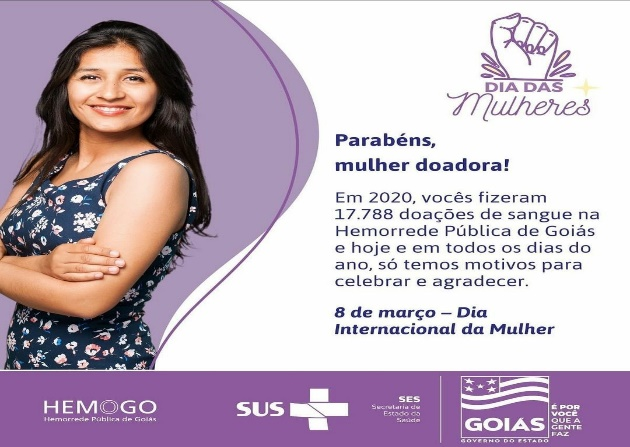 DIA DAS
Mulheres
Parabéns,
mulher doadora!
Em 2020, vocês fizeram
17.788 doações de sangue na
Hemorrede Pública de Goiás
e hoje e em todos os dias do
ano, só temos motivos para
celebrar e agradecer.
8 de março – Dia
Internacional da Mulher
HEMOGO
Hemorrede Pública de Goiás
SUS
SES
Secretaria de
Estado da
Saúde
GOIÁS
GOVERNO DO ESTADO
É POR
VOCÊ
QUE A
GENTE
FAZ